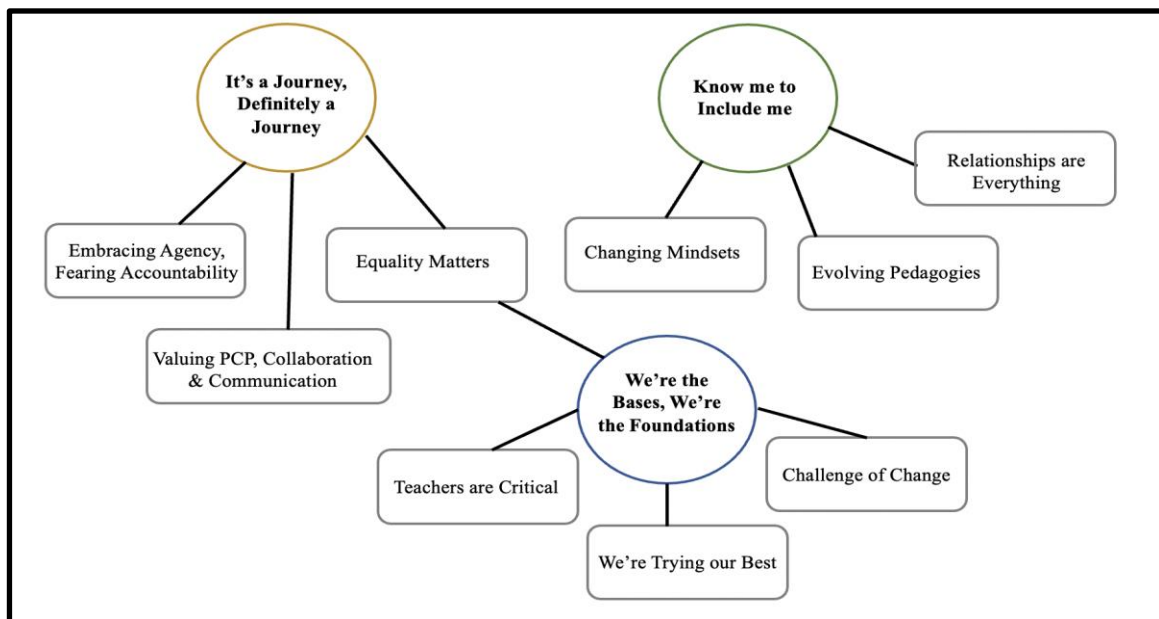 It’s a Journey,
Definitely a
Journey
Know me to
Include me
Relationships are
Everything
Embracing Agency,
Fearing Accountability
Equality Matters
Changing Mindsets
Evolving Pedagogies
Valuing PCP, Collaboration
& Communication
We’re the
Bases, We’re
the Foundations
Teachers are Critical
Challenge of Change
We’re Trying our Best